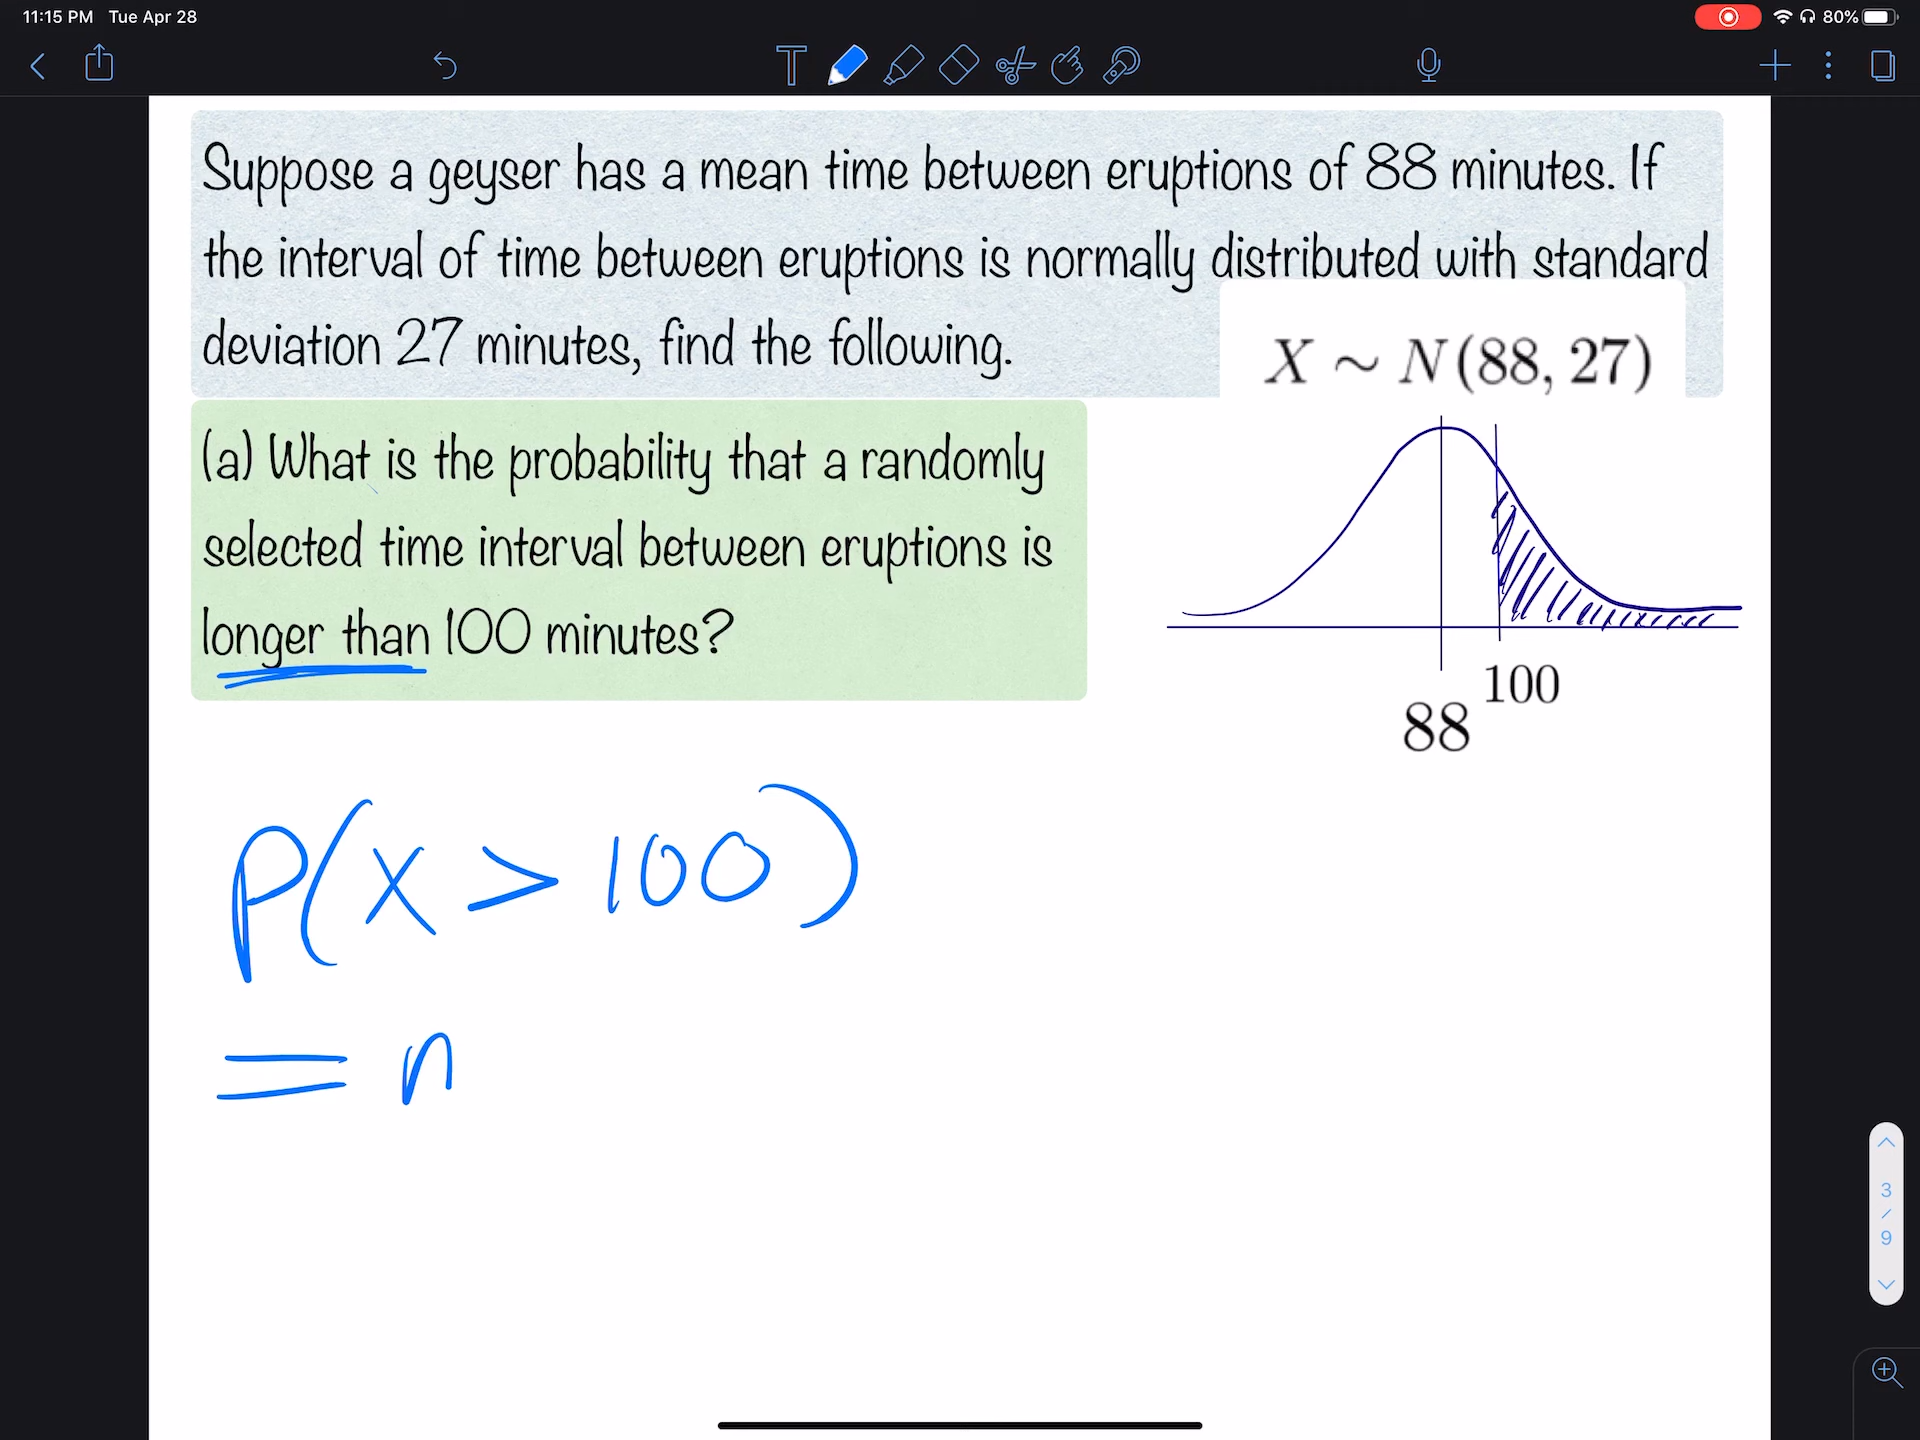 11:15 PM Tue Apr 28
80%
T
Suppose a geyser has a mean time between eruptions of 88 minutes. If
the interval of time between eruptions is normally distributed with standard
deviation 27 minutes, find the following.
X ~ N(88, 27)
(a) What is the probability that a randomly
selected time interval between eruptions is
longer than 100 minutes?
100
88
P(X > 100)
= n
3
/
9